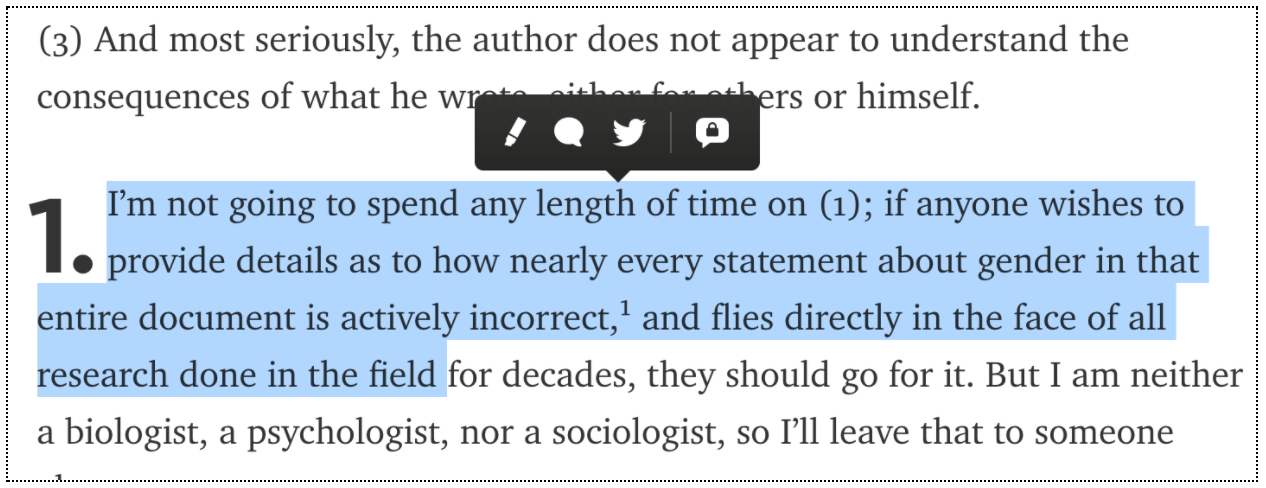 (3) And most seriously, the author does not appear to understand the
consequences of what he wrote, either for others or himself.
1. I’m not going to spend any length of time on (1); if anyone wishes to
provide details as to how nearly every statement about gender in that
entire document is actively incorrect,¹ and flies directly in the face of all
research done in the field for decades, they should go for it. But I am neither
a biologist, a psychologist, nor a sociologist, so I’ll leave that to someone